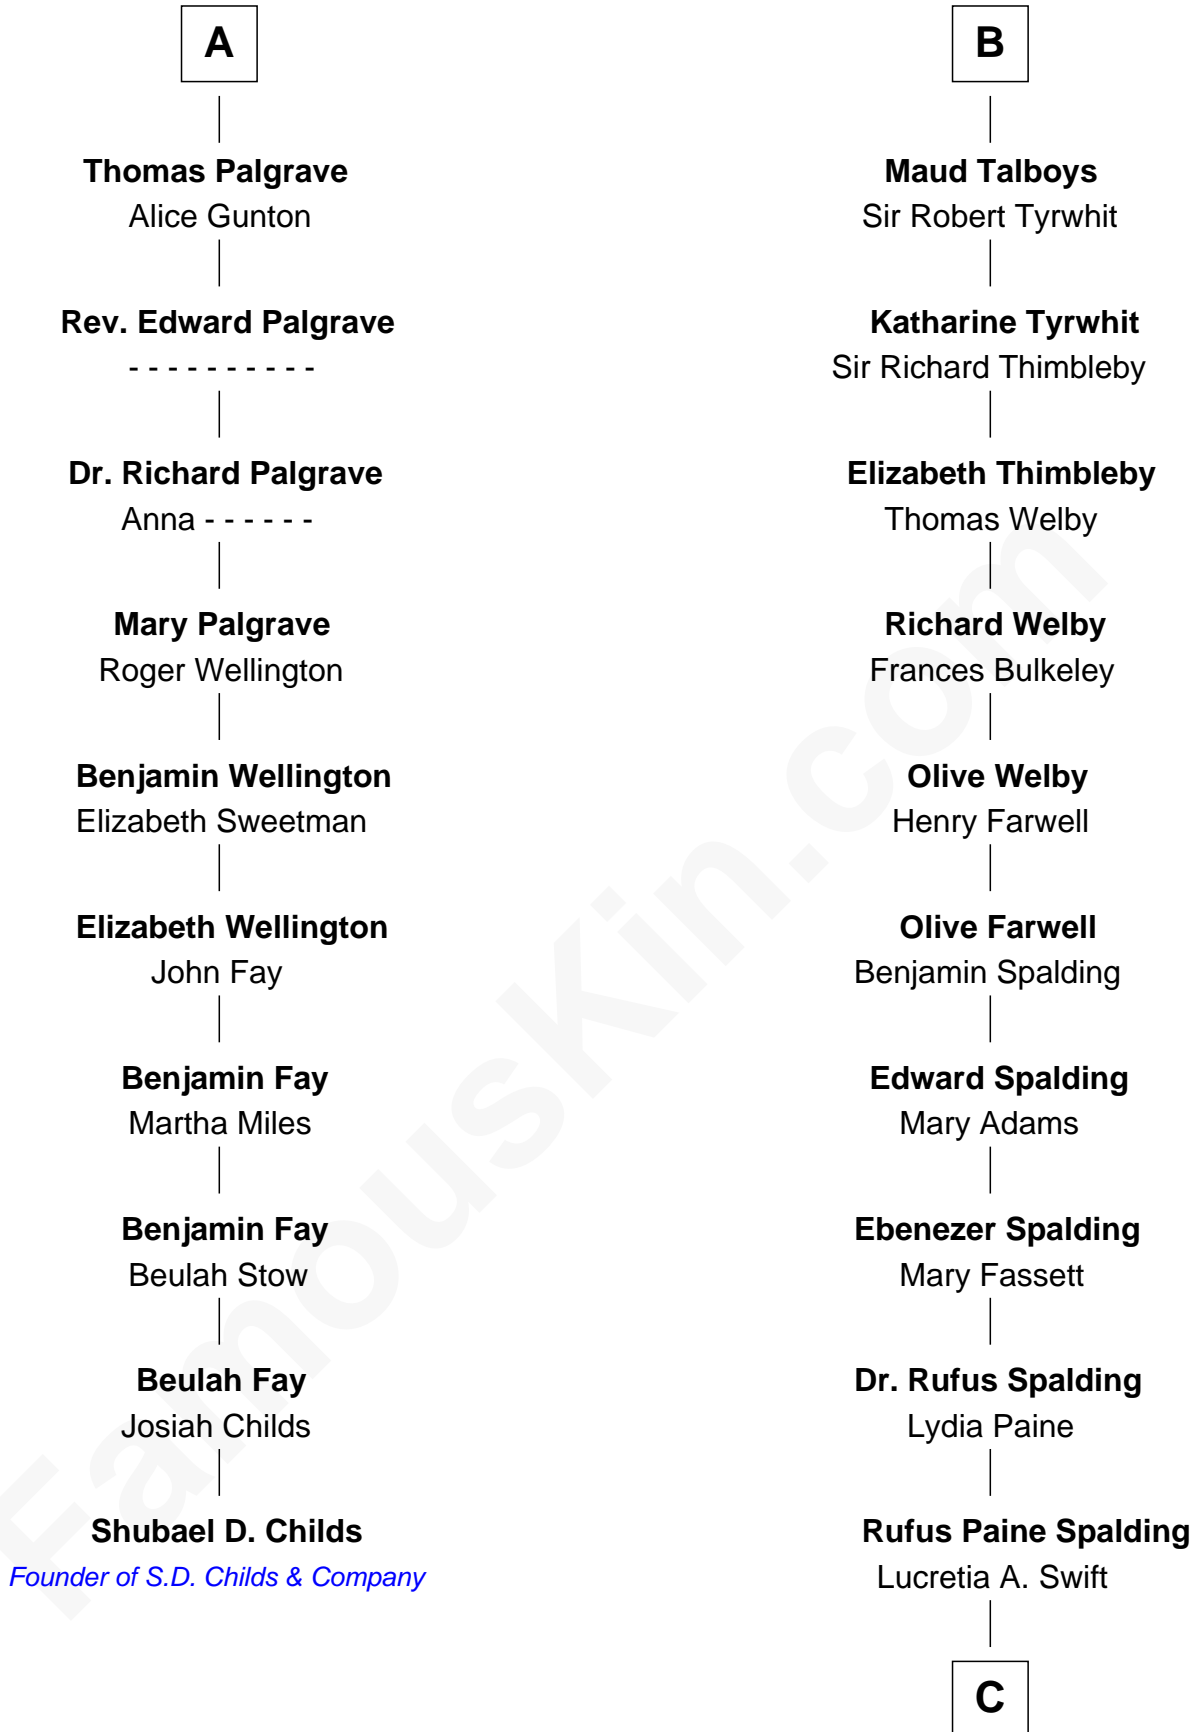 A
Thomas Palgrave
Alice Gunton
Rev. Edward Palgrave
- - - - - - - - - -
Dr. Richard Palgrave
Anna - - - - - -
Mary Palgrave
Roger Wellington
Benjamin Wellington
Elizabeth Sweetman
Elizabeth Wellington
John Fay
Benjamin Fay
Martha Miles
Benjamin Fay
Beulah Stow
Beulah Fay
Josiah Childs
Shubael D. Childs
Founder of S.D. Childs & Company
B
Maud Talboys
Sir Robert Tyrwhit
Katharine Tyrwhit
Sir Richard Thimbleby
Elizabeth Thimbleby
Thomas Welby
Richard Welby
Frances Bulkeley
Olive Welby
Henry Farwell
Olive Farwell
Benjamin Spalding
Edward Spalding
Mary Adams
Ebenezer Spalding
Mary Fassett
Dr. Rufus Spalding
Lydia Paine
Rufus Paine Spalding
Lucretia A. Swift
C
FamousKin.com